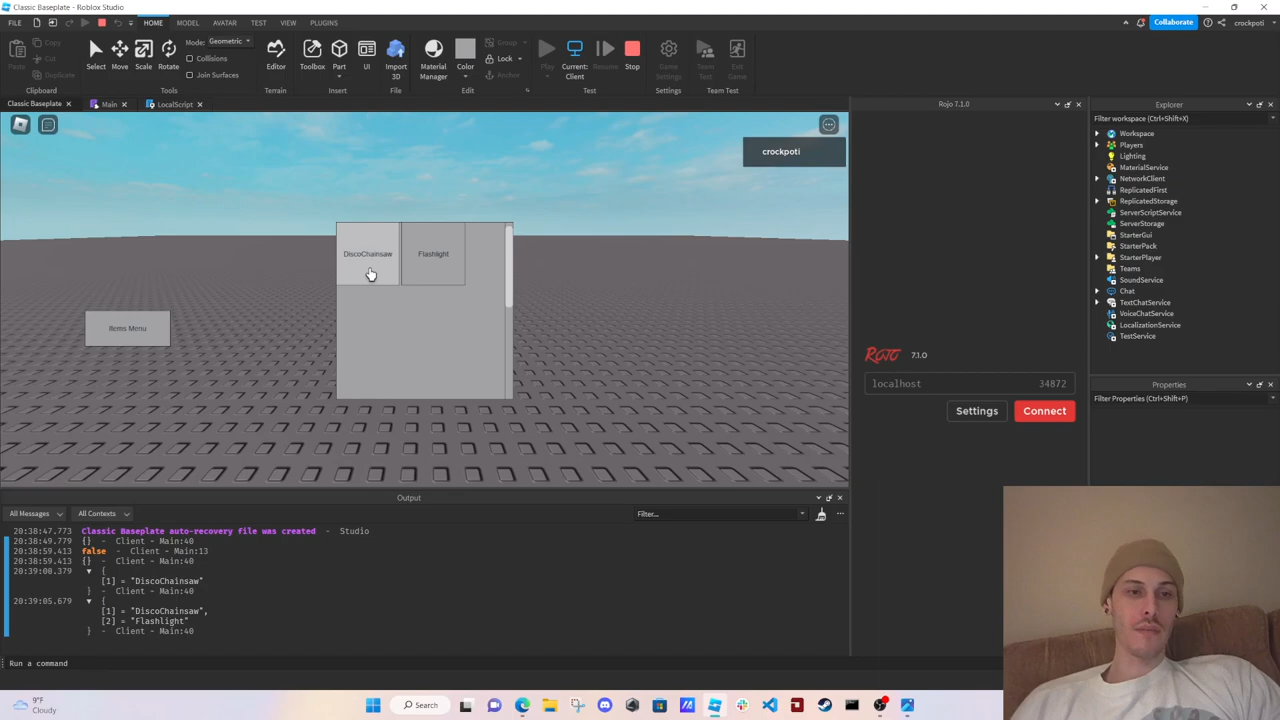 Classic Baseplate - Roblox Studio
FILE HOME MODEL AVATAR TEST VIEW PLUGINS Collaborate crockpoti
Paste Copy Cut Duplicate Select Move Scale Rotate Mode: Geometric Collisions Join Surfaces Editor Toolbox Part UI Import 3D Material Manager Color Group Lock Anchor Play Current: Client Resume Stop Game Settings Team Test Exit Game
Clipboard Tools Terrain Insert File Edit Test Settings Team Test
Classic Baseplate Main LocalScript Rojo 7.1.0 Explorer
Filter workspace (Ctrl+Shift+X)
Workspace
Players
Lighting
MaterialService
NetworkClient
ReplicatedFirst
ReplicatedStorage
ServerScriptService
ServerStorage
StarterGui
StarterPack
StarterPlayer
Teams
SoundService
Chat
TextChatService
VoiceChatService
LocalizationService
TestService
crockpoti
DiscoChainsaw Flashlight
Items Menu
ROJO 7.1.0
localhost 34872
Settings Connect
Properties
Filter Properties (Ctrl+Shift+P)
Output
All Messages All Contexts Filter...
20:38:47.773 Classic Baseplate auto-recovery file was created - Studio
20:38:49.779 {} - Client - Main:40
20:38:59.413 false - Client - Main:13
20:38:59.413 {} - Client - Main:40
20:39:00.379 ▼ {
[1] = "DiscoChainsaw"
} - Client - Main:40
20:39:05.679 ▼ {
[1] = "DiscoChainsaw",
[2] = "Flashlight"
} - Client - Main:40
Run a command
9°F
Cloudy
Search